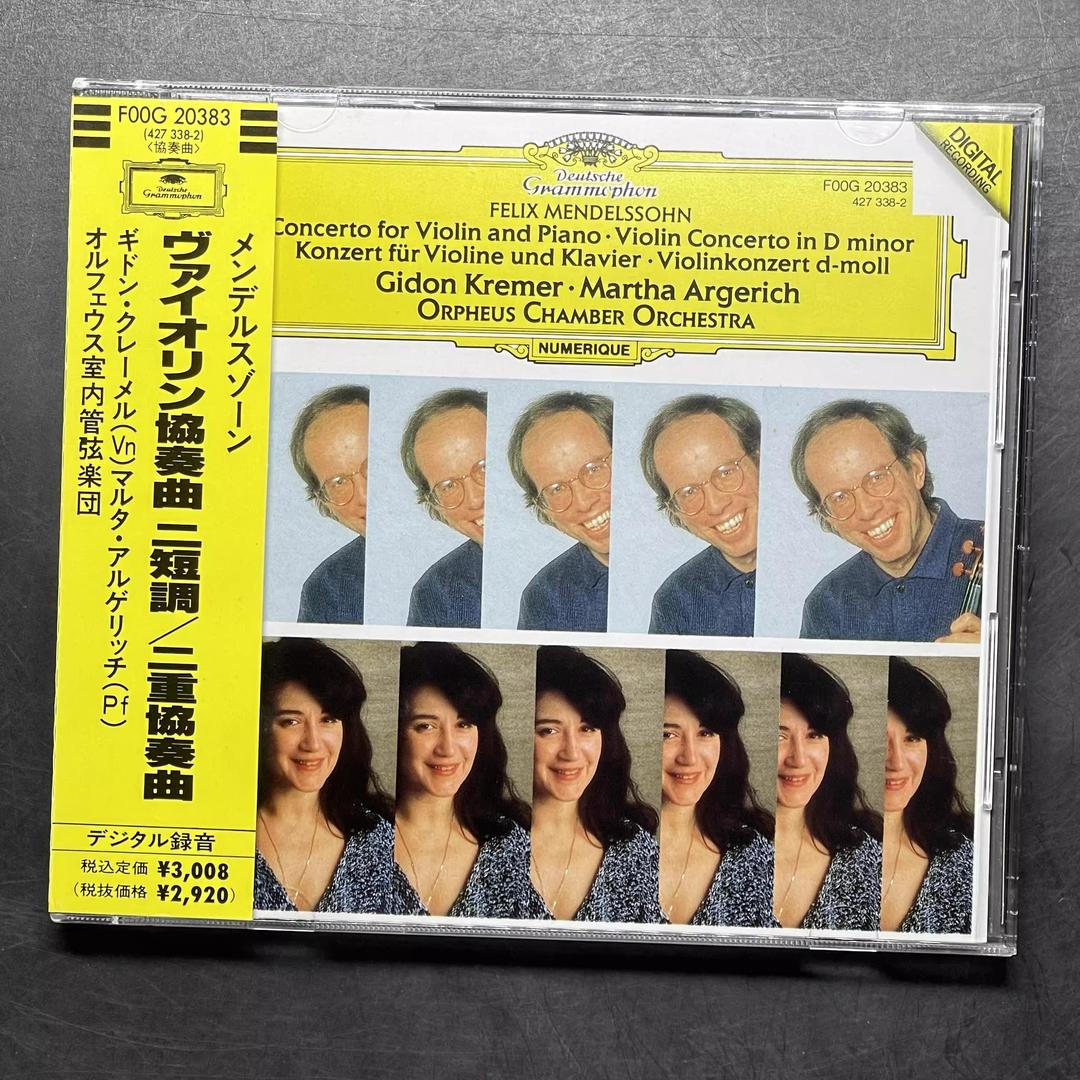 FOOG 20383
(427 338-2)
〈協奏曲〉
Deutsche
Grammophon
メンデルスゾーン
ヴァイオリン協奏曲 ニ短調/二重協奏曲
ギドン・クレーメル(Vn)マルタ・アルゲリッチ(Pf)
オルフェウス室内管弦楽団
デジタル録音
税込定価 ¥3,008
(税抜価格 ¥2,920)
Deutsche
Grammophon
FOOG 20383
427 338-2
DIGITAL
RECORDING
FELIX MENDELSSOHN
Concerto for Violin and Piano · Violin Concerto in D minor
Konzert für Violine und Klavier · Violinkonzert d-moll
Gidon Kremer · Martha Argerich
ORPHEUS CHAMBER ORCHESTRA
NUMERIQUE